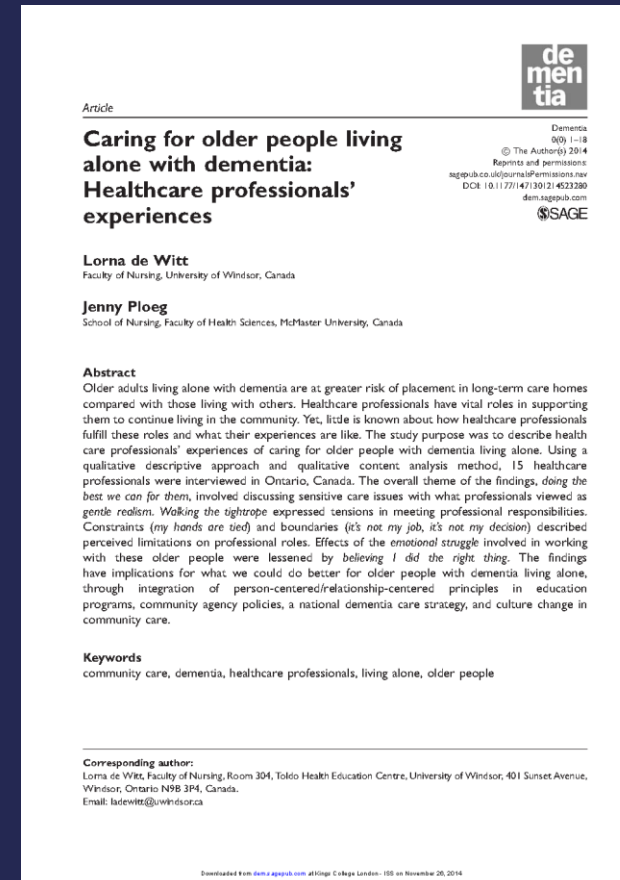 de
men
tia
Article
Caring for older people living
alone with dementia:
Healthcare professionals'
experiences
Dementia
0(0) 1–18
© The Author(s) 2014
Reprints and permissions:
sagepub.co.uk/journalsPermissions.nav
DOI: 10.1177/1471301214523280
dem.sagepub.com
SAGE
Lorna de Witt
Faculty of Nursing, University of Windsor, Canada
Jenny Ploeg
School of Nursing, Faculty of Health Sciences, McMaster University, Canada
Abstract
Older adults living alone with dementia are at greater risk of placement in long-term care homes
compared with those living with others. Healthcare professionals have vital roles in supporting
them to continue living in the community. Yet, little is known about how healthcare professionals
fulfill these roles and what their experiences are like. The study purpose was to describe health
care professionals' experiences of caring for older people with dementia living alone. Using a
qualitative descriptive approach and qualitative content analysis method, 15 healthcare
professionals were interviewed in Ontario, Canada. The overall theme of the findings, doing the
best we can for them, involved discussing sensitive care issues with what professionals viewed as
gentle realism. Walking the tightrope expressed tensions in meeting professional responsibilities.
Constraints (my hands are tied) and boundaries (it's not my job, it's not my decision) described
perceived limitations on professional roles. Effects of the emotional struggle involved in working
with these older people were lessened by believing I did the right thing. The findings
have implications for what we could do better for older people with dementia living alone,
through integration of person-centered/relationship-centered principles in education
programs, community agency policies, a national dementia care strategy, and culture change in
community care.
Keywords
community care, dementia, healthcare professionals, living alone, older people
Corresponding author:
Lorna de Witt, Faculty of Nursing, Room 304, Toldo Health Education Centre, University of Windsor, 401 Sunset Avenue,
Windsor, Ontario N9B 3P4, Canada.
Email: ladewitt@uwindsor.ca
Downloaded from dem.sagepub.com at Kings College London - ISS on November 26, 2014